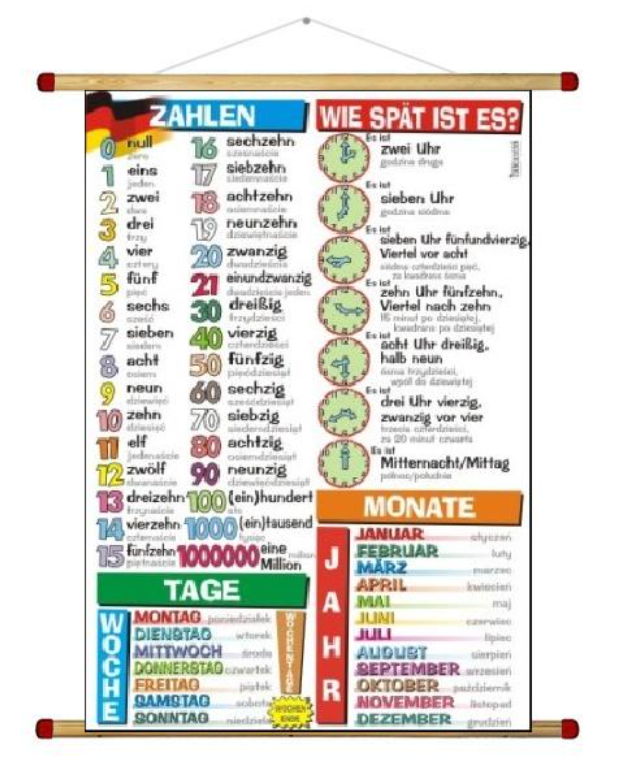 ZAHLEN
0 null
zero
1 eins
jeden
2 zwei
dwa
3 drei
trzy
4 vier
cztery
5 fünf
pięć
6 sechs
sześć
7 sieben
siedem
8 acht
osiem
9 neun
dziewięć
10 zehn
dziesięć
11 elf
jedenaście
12 zwölf
dwanaście
13 dreizehn
trzynaście
14 vierzehn
czternaście
15 fünfzehn
piętnaście
16 sechzehn
szesnaście
17 siebzehn
siedemnaście
18 achtzehn
osiemnaście
19 neunzehn
dziewiętnaście
20 zwanzig
dwadzieścia
21 einundzwanzig
dwadzieścia jeden
30 dreißig
trzydzieści
40 vierzig
czterdzieści
50 fünfzig
pięćdziesiąt
60 sechzig
sześćdziesiąt
70 siebzig
siedemdziesiąt
80 achtzig
osiemdziesiąt
90 neunzig
dziewięćdziesiąt
100 (ein)hundert
sto
1000 (ein)tausend
tysiąc
1000000 eine
Million
milion
WIE SPÄT IST ES?
Es ist
zwei Uhr
godzina druga
Es ist
sieben Uhr
godzina siódma
Es ist
sieben Uhr fünfundvierzig,
Viertel vor acht
siódma czterdzieści pięć,
za kwadrans ósma
Es ist
zehn Uhr fünfzehn,
Viertel nach zehn
15 minut po dziesiątej,
kwadrans po dziesiątej
Es ist
acht Uhr dreißig,
halb neun
ósma trzydzieści,
wpół do dziewiątej
Es ist
drei Uhr vierzig,
zwanzig vor vier
trzecia czterdzieści,
za 20 minut czwarta
Es ist
Mitternacht/Mittag
północ/południe
TAGE
WOCHE
MONTAG poniedziałek
DIENSTAG wtorek
MITTWOCH środa
DONNERSTAG czwartek
FREITAG piątek
SAMSTAG sobota
SONNTAG niedziela
WOCHENTAGE
WOCHEN
ENDE
MONATE
JAHR
JANUAR styczeń
FEBRUAR luty
MÄRZ marzec
APRIL kwiecień
MAI maj
JUNI czerwiec
JULI lipiec
AUGUST sierpień
SEPTEMBER wrzesień
OKTOBER październik
NOVEMBER listopad
DEZEMBER grudzień